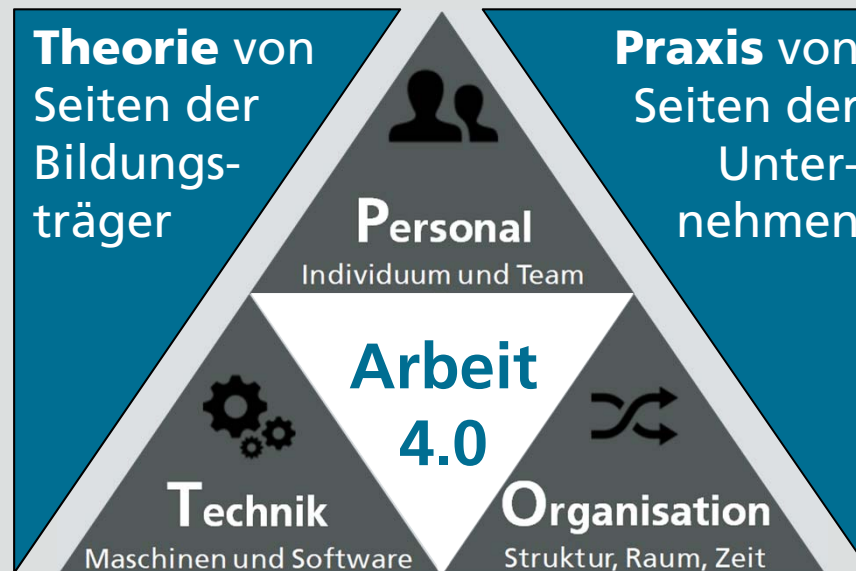 Theorie von
Seiten der
Bildungs-
träger
Praxis von
Seiten der
Unter-
nehmen
Personal
Individuum und Team
Arbeit
4.0
Technik
Maschinen und Software
Organisation
Struktur, Raum, Zeit